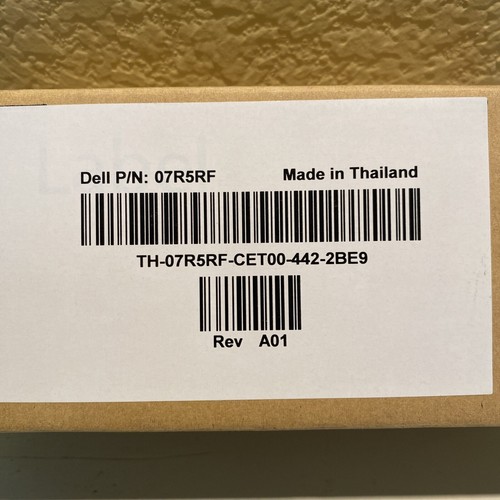 Dell P/N: 07R5RF Made in Thailand
TH-07R5RF-CET00-442-2BE9
Rev A01